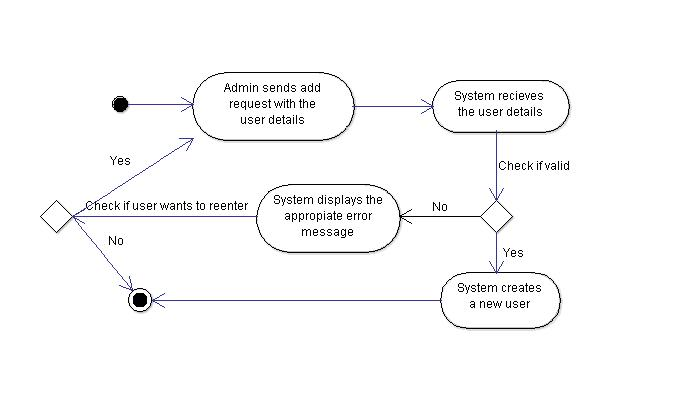 Admin sends add
request with the
user details
System recieves
the user details
Check if valid
Yes
Check if user wants to reenter
System displays the
appropiate error
message
No
No
Yes
System creates
a new user